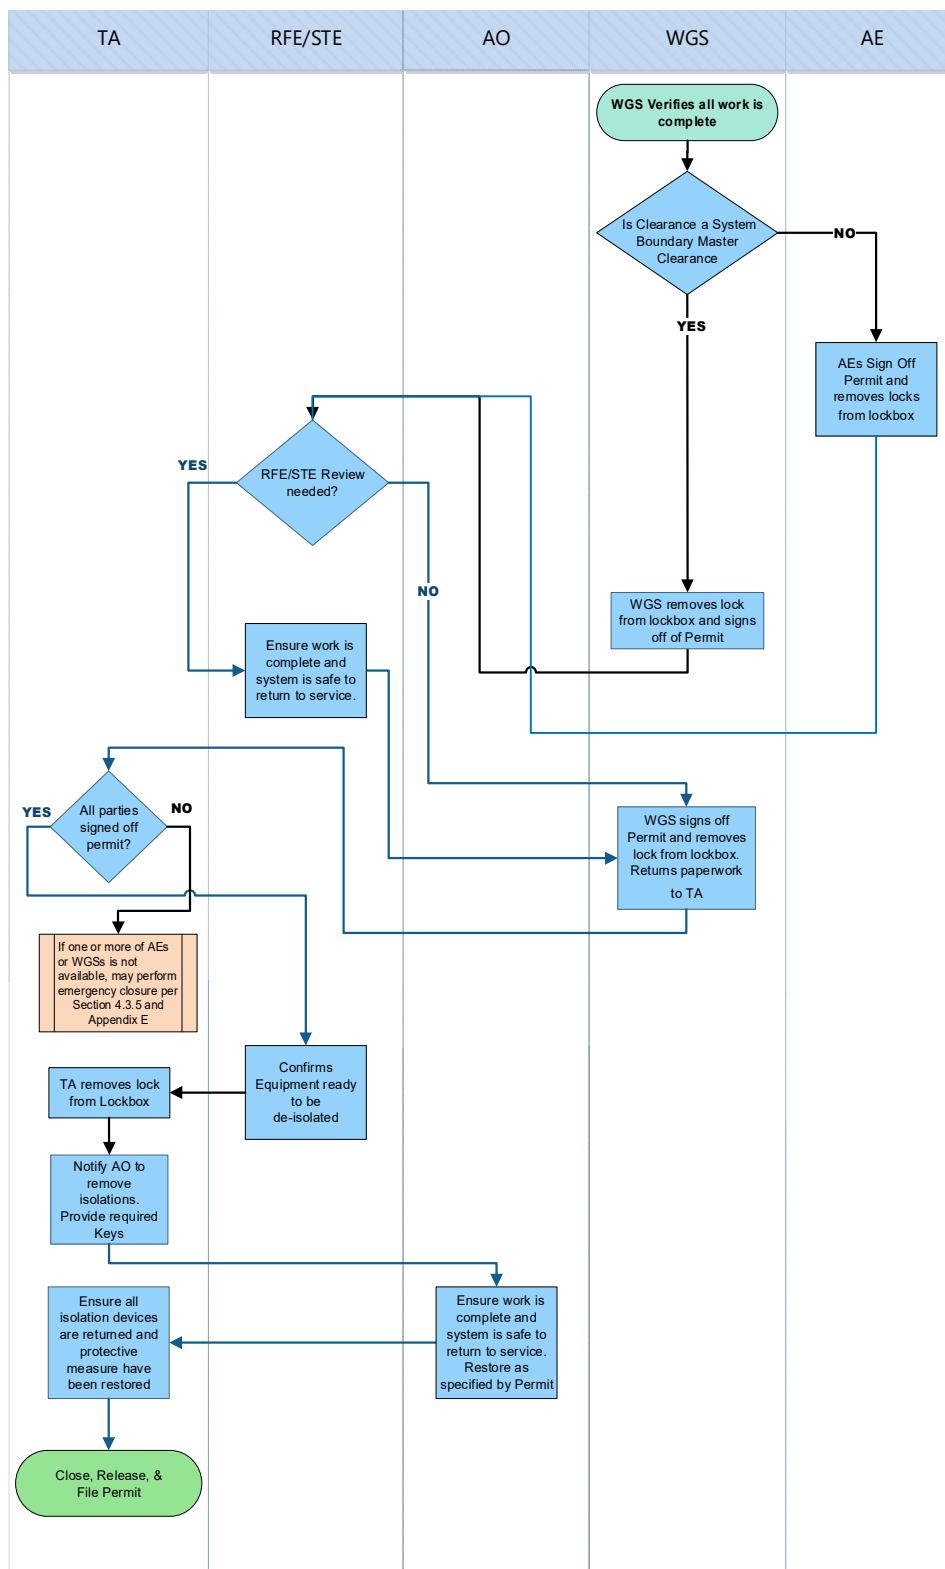 TA
RFE/STE
AO
WGS
AE
WGS Verifies all work is
complete
Is Clearance a System
Boundary Master
Clearance
NO
YES
AEs Sign Off
Permit and
removes locks
from lockbox
RFE/STE Review
needed?
YES
NO
WGS removes lock
from lockbox and signs
off of Permit
Ensure work is
complete and
system is safe to
return to service.
All parties
signed off
permit?
YES
NO
WGS signs off
Permit and removes
lock from lockbox.
Returns paperwork
to TA
If one or more of AEs
or WGSs is not
available, may perform
emergency closure per
Section 4.3.5 and
Appendix E
Confirms
Equipment ready
to be
de-isolated
TA removes lock
from Lockbox
Notify AO to
remove
isolations.
Provide required
Keys
Ensure work is
complete and
system is safe to
return to service.
Restore as
specified by Permit
Ensure all
isolation devices
are returned and
protective
measure have
been restored
Close, Release, &
File Permit